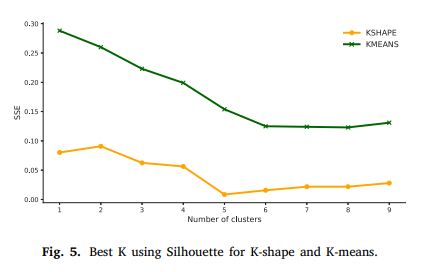 0.30
0.25
0.20
0.15
0.10
0.05
0.00
SSE
KSHAPE
KMEANS
1 2 3 4 5 6 7 8 9
Number of clusters
Fig. 5. Best K using Silhouette for K-shape and K-means.